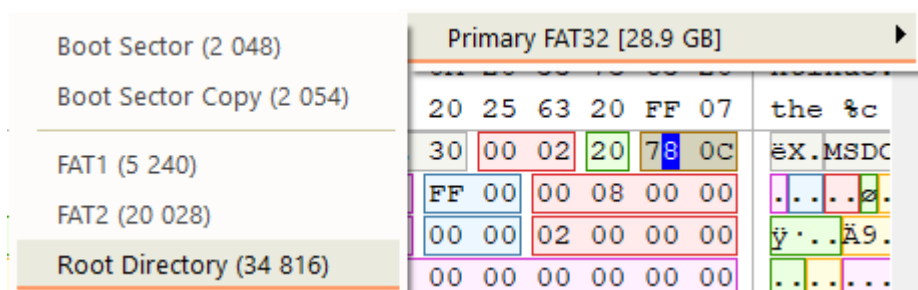 Boot Sector (2 048)
Boot Sector Copy (2 054)
FAT1 (5 240)
FAT2 (20 028)
Root Directory (34 816)
Primary FAT32 [28.9 GB]
20 25 63 20 FF 07 the %c
30 00 02 20 78 0C ëX.MSDO
FF 00 00 08 00 00 .....ø.
00 00 02 00 00 00 ÿ·..Ä9.
00 00 00 00 00 00 .......